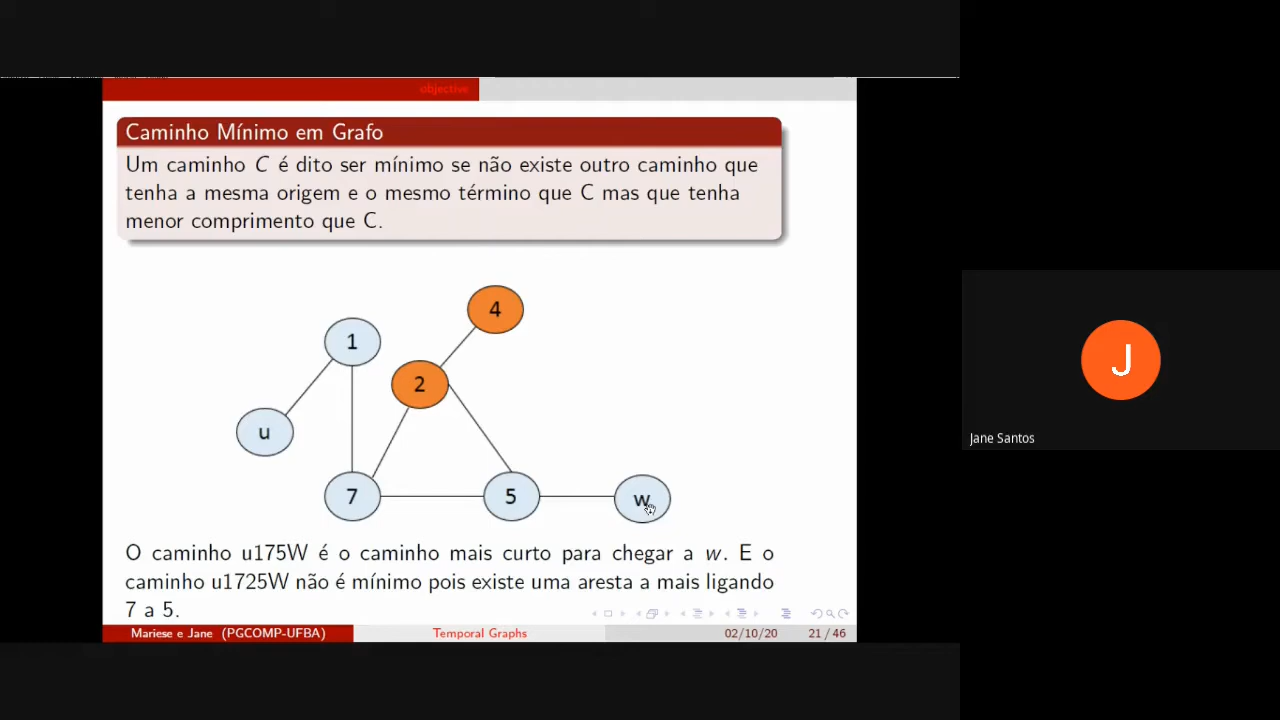 objective
Caminho Mínimo em Grafo
Um caminho C é dito ser mínimo se não existe outro caminho que
tenha a mesma origem e o mesmo término que C mas que tenha
menor comprimento que C.
4
1
2
u
7
5
w
O caminho u175W é o caminho mais curto para chegar a w. E o
caminho u1725W não é mínimo pois existe uma aresta a mais ligando
7 a 5.
Mariese e Jane (PGCOMP-UFBA)
Temporal Graphs
02/10/20
21 / 46
J
Jane Santos